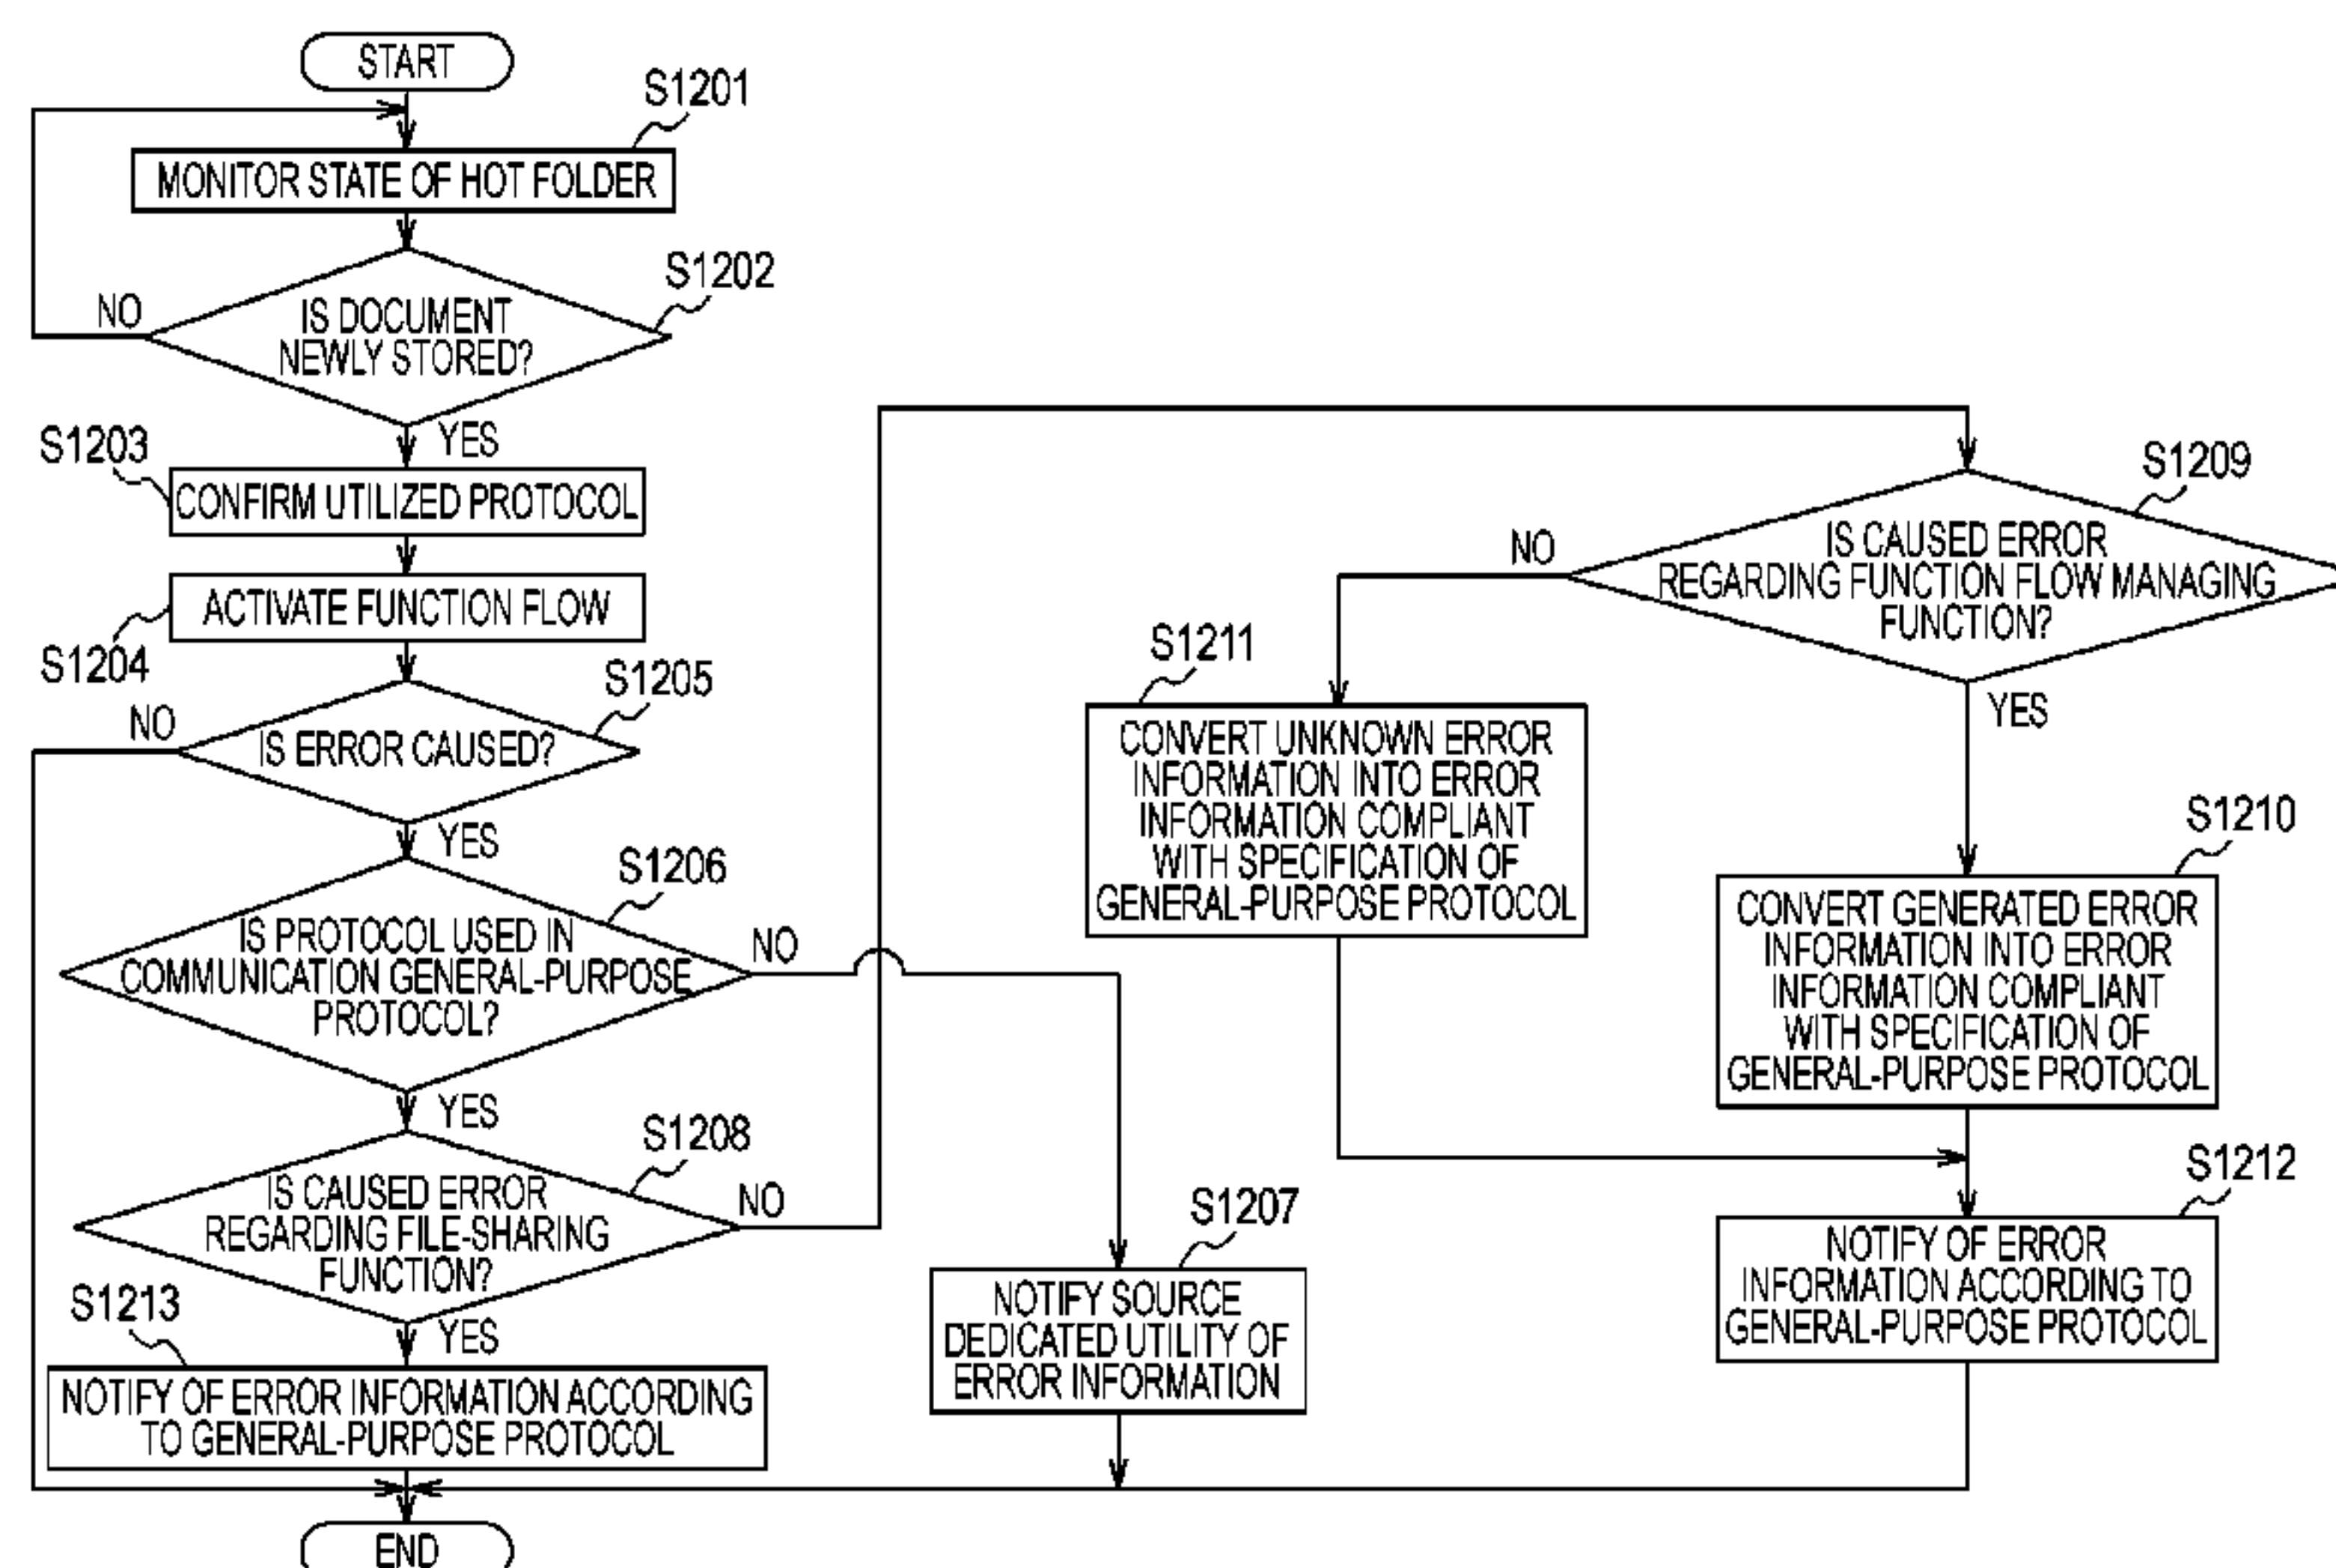 START
S1201
MONITOR STATE OF HOT FOLDER
S1202
IS DOCUMENT
NEWLY STORED?
NO
YES
S1203
CONFIRM UTILIZED PROTOCOL
ACTIVATE FUNCTION FLOW
S1204
S1205
NO
IS ERROR CAUSED?
YES
S1206
IS PROTOCOL USED IN
COMMUNICATION GENERAL-PURPOSE
PROTOCOL?
NO
YES
S1208
IS CAUSED ERROR
REGARDING FILE-SHARING
FUNCTION?
NO
S1213
YES
NOTIFY OF ERROR INFORMATION ACCORDING
TO GENERAL-PURPOSE PROTOCOL
END
S1207
NOTIFY SOURCE
DEDICATED UTILITY OF
ERROR INFORMATION
S1209
IS CAUSED ERROR
REGARDING FUNCTION FLOW MANAGING
FUNCTION?
NO
YES
S1211
CONVERT UNKNOWN ERROR
INFORMATION INTO ERROR
INFORMATION COMPLIANT
WITH SPECIFICATION OF
GENERAL-PURPOSE PROTOCOL
S1210
CONVERT GENERATED ERROR
INFORMATION INTO ERROR
INFORMATION COMPLIANT
WITH SPECIFICATION OF
GENERAL-PURPOSE PROTOCOL
S1212
NOTIFY OF ERROR
INFORMATION ACCORDING TO
GENERAL-PURPOSE PROTOCOL